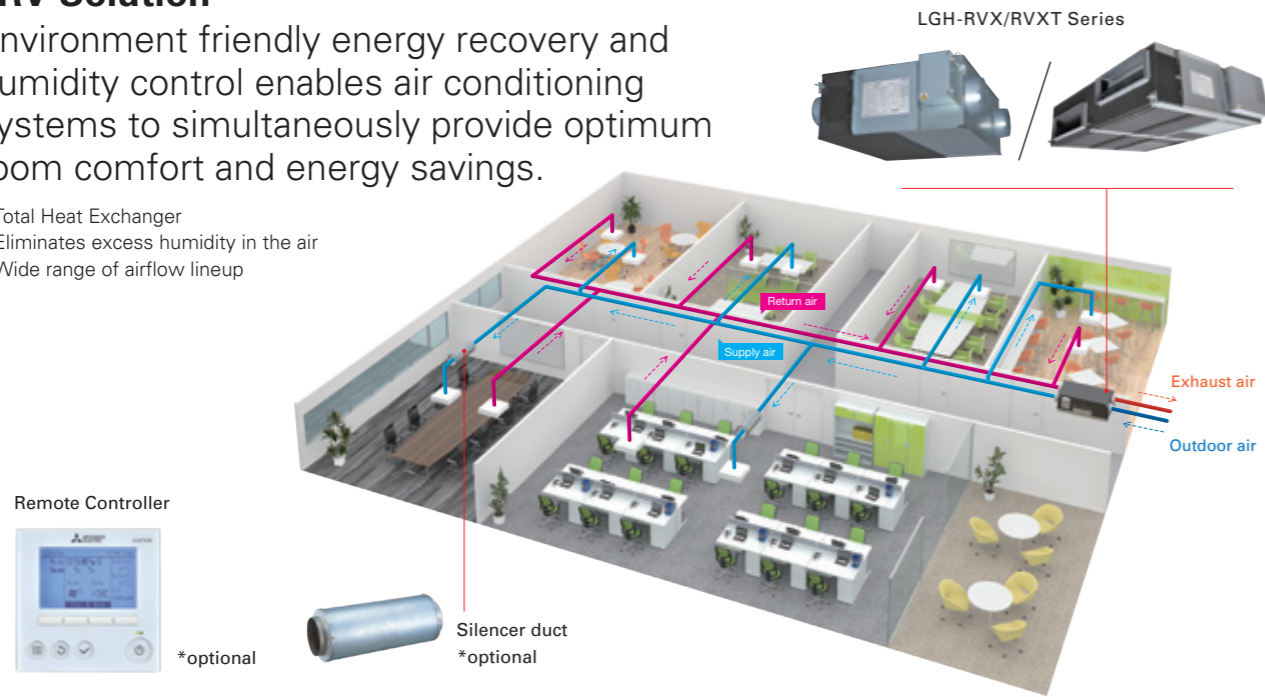 RV Solution
nvironment friendly energy recovery and
umidity control enables air conditioning
ystems to simultaneously provide optimum
oom comfort and energy savings.
Total Heat Exchanger
Eliminates excess humidity in the air
Wide range of airflow lineup
LGH-RVX/RVXT Series
Return air
Supply air
Exhaust air
Outdoor air
Remote Controller
*optional
Silencer duct
*optional